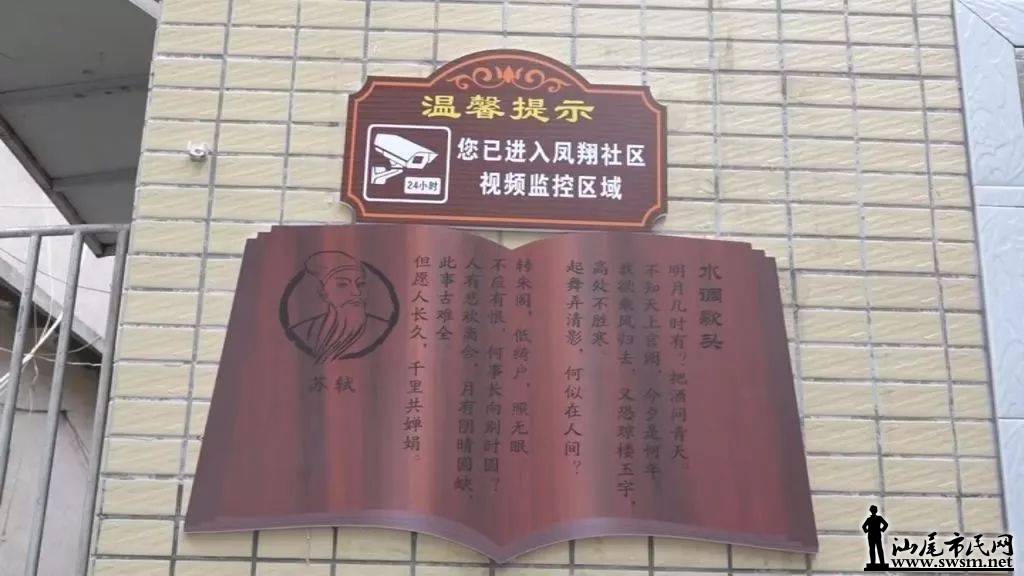 温馨提示
24小时
您已进入凤翔社区
视频监控区域
水调歌头
明月几时有？把酒问青天。
不知天上宫阙，今夕是何年，
我欲乘风归去，又恐琼楼玉宇，
高处不胜寒，
起舞弄清影，何似在人间？
转朱阁，低绮户，照无眠
不应有恨，何事长向别时圆？
人有悲欢离合，月有阴晴圆缺，
此事古难全
但愿人长久，千里共婵娟。
苏轼
汕尾市民网
www.swsm.net